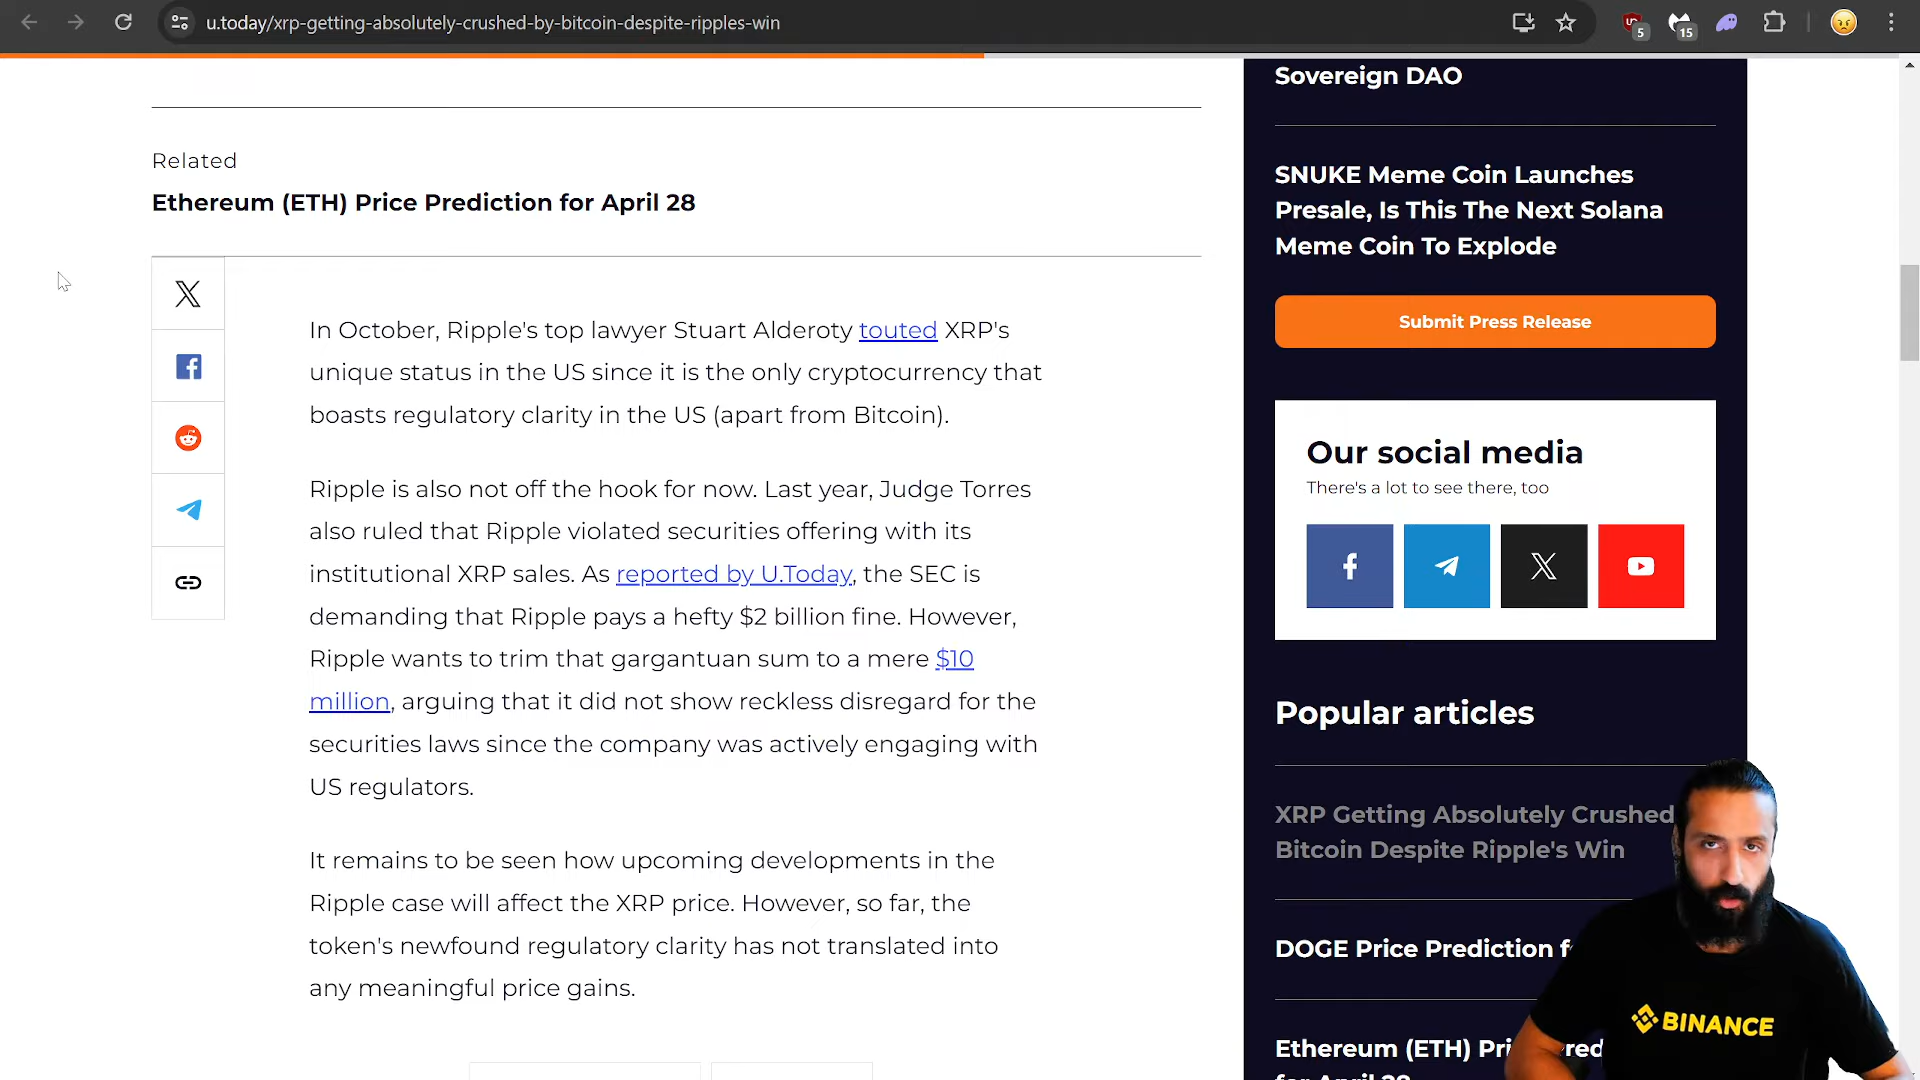 u.today/xrp-getting-absolutely-crushed-by-bitcoin-despite-ripples-win
5
15
Related
Ethereum (ETH) Price Prediction for April 28
In October, Ripple's top lawyer Stuart Alderoty touted XRP's
unique status in the US since it is the only cryptocurrency that
boasts regulatory clarity in the US (apart from Bitcoin).
Ripple is also not off the hook for now. Last year, Judge Torres
also ruled that Ripple violated securities offering with its
institutional XRP sales. As reported by U.Today, the SEC is
demanding that Ripple pays a hefty $2 billion fine. However,
Ripple wants to trim that gargantuan sum to a mere $10
million, arguing that it did not show reckless disregard for the
securities laws since the company was actively engaging with
US regulators.
It remains to be seen how upcoming developments in the
Ripple case will affect the XRP price. However, so far, the
token's newfound regulatory clarity has not translated into
any meaningful price gains.
Sovereign DAO
SNUKE Meme Coin Launches
Presale, Is This The Next Solana
Meme Coin To Explode
Submit Press Release
Our social media
There's a lot to see there, too
Popular articles
XRP Getting Absolutely Crushed
Bitcoin Despite Ripple's Win
DOGE Price Prediction
Ethereum (ETH)
BINANCE